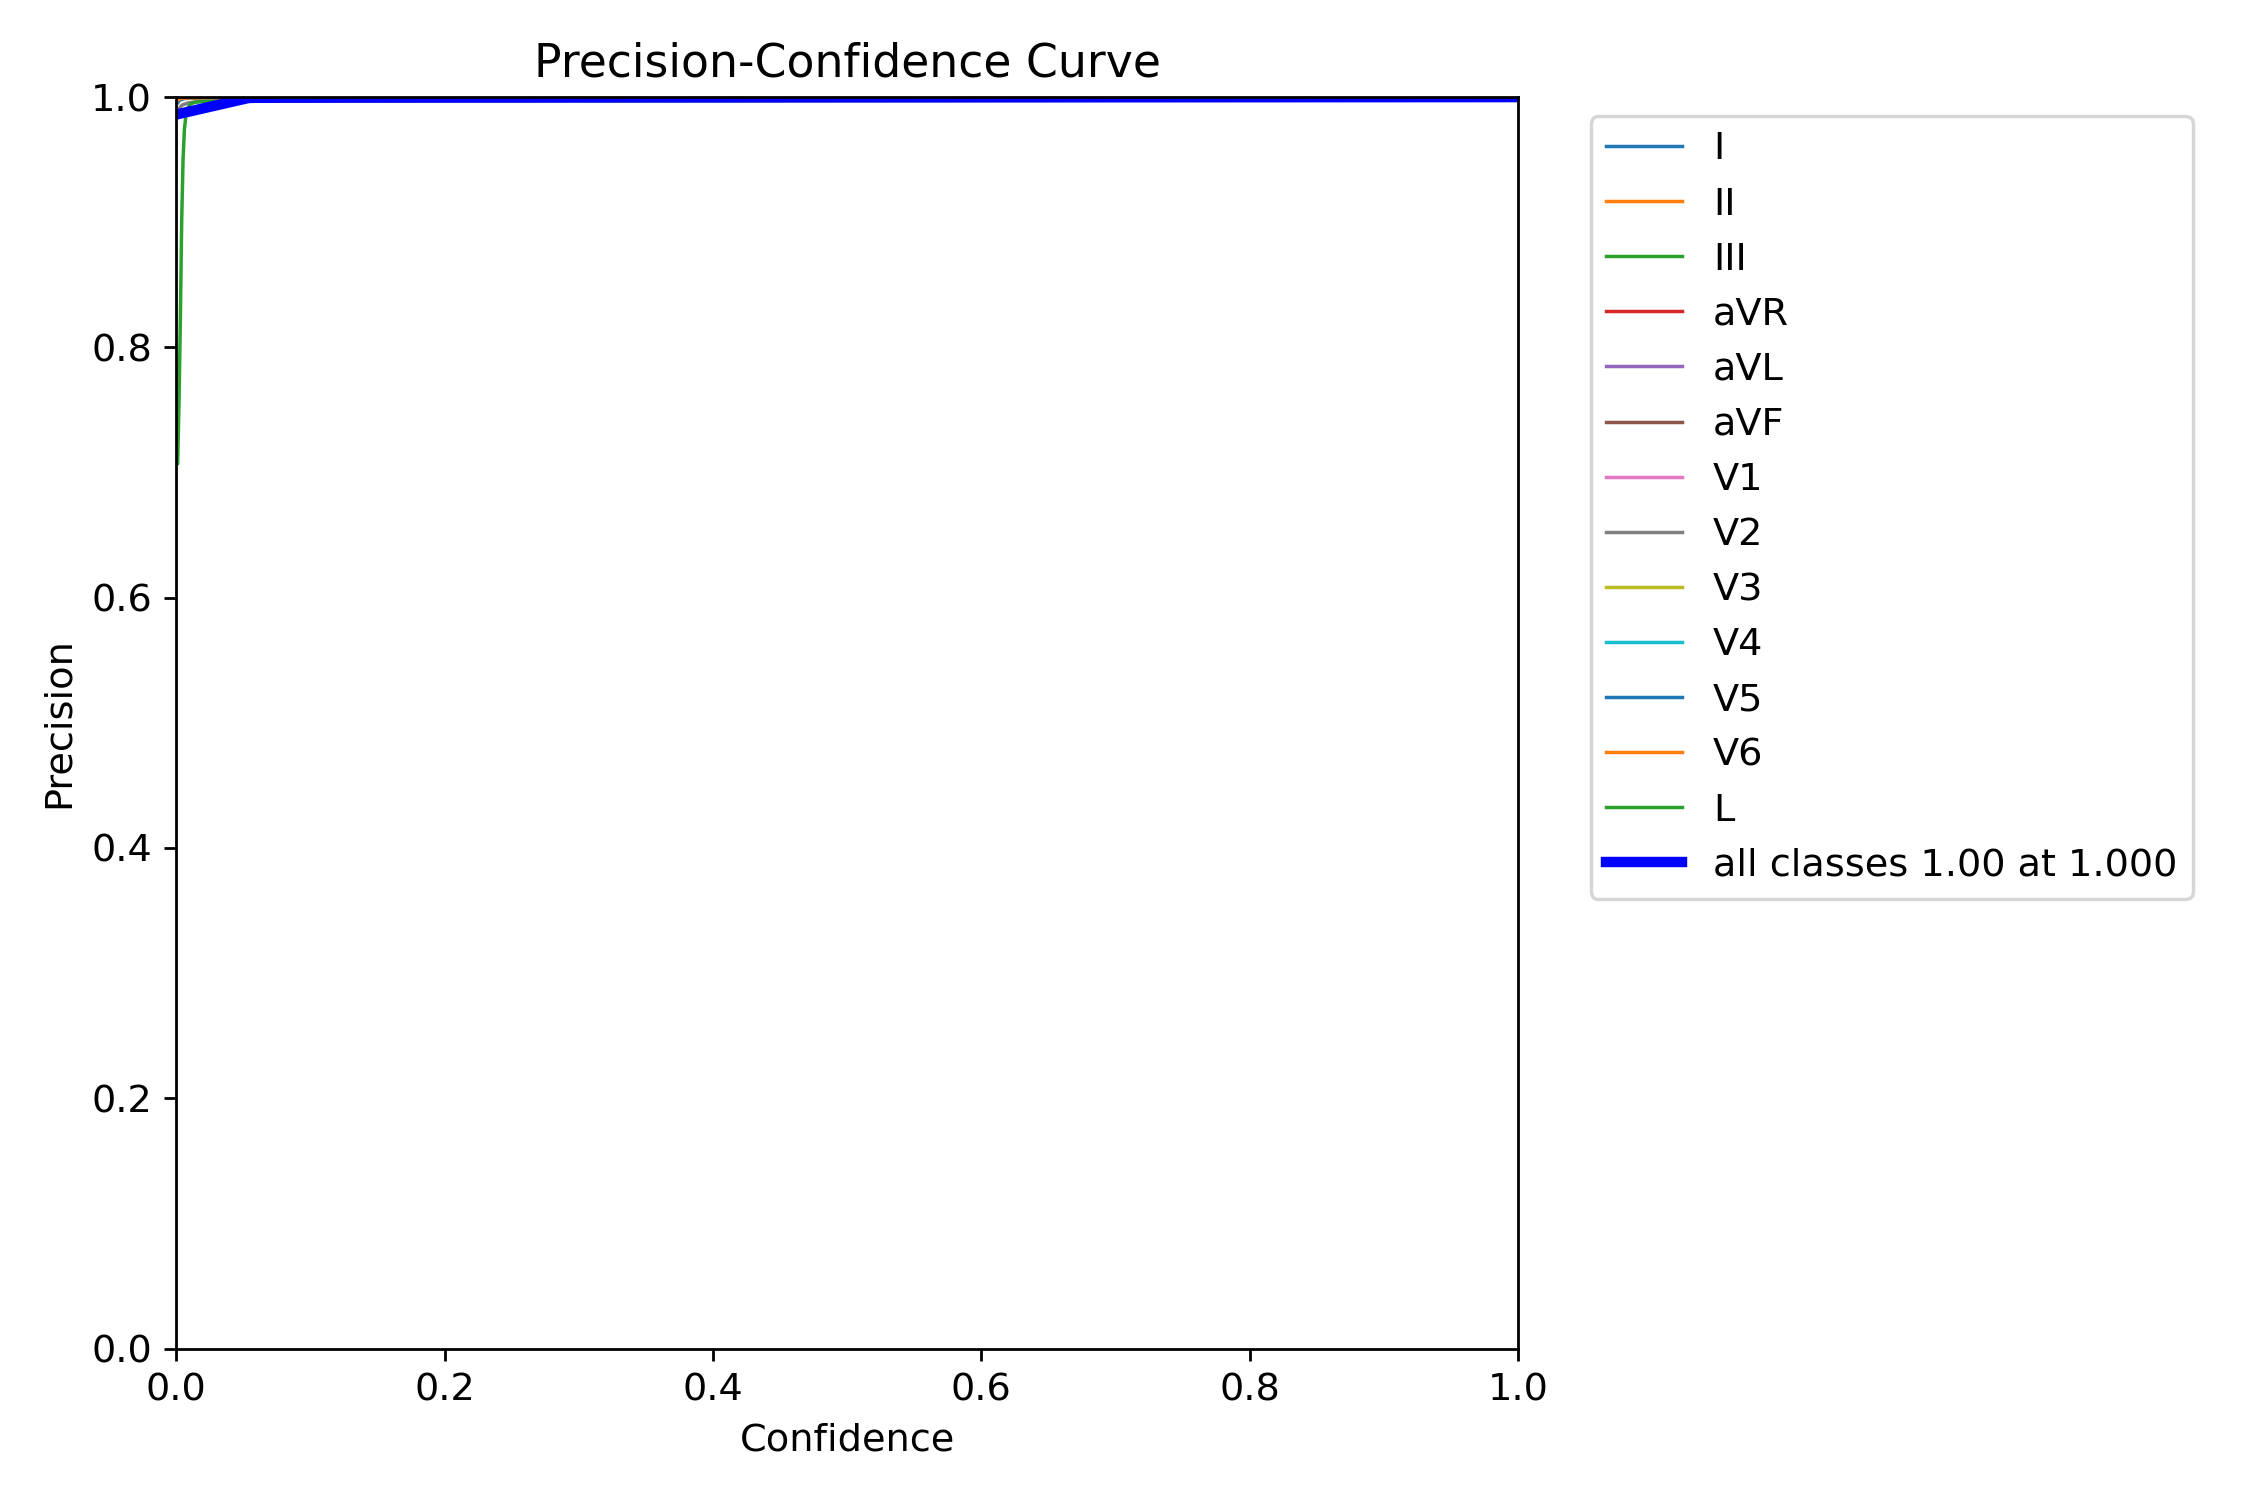 Precision-Confidence Curve
1.0
0.8
0.6
0.4
0.2
0.0
Precision
0.0 0.2 0.4 0.6 0.8 1.0
Confidence
I
II
III
aVR
aVL
aVF
V1
V2
V3
V4
V5
V6
L
all classes 1.00 at 1.000